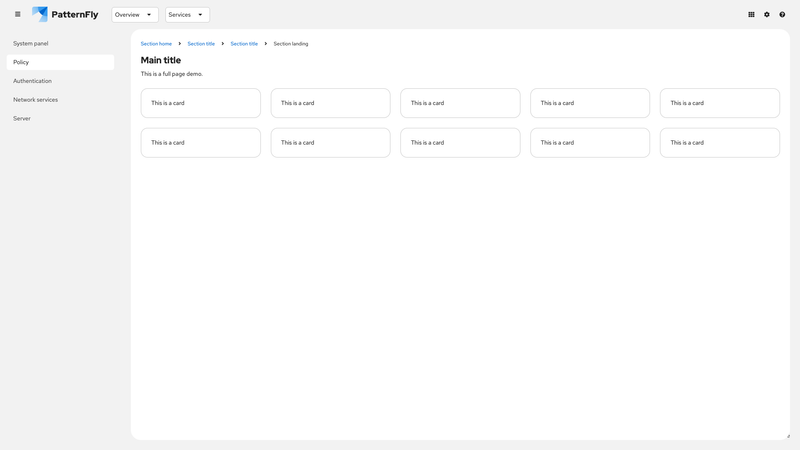 PatternFly
Overview
Services
System panel
Policy
Authentication
Network services
Server
Section home
Section title
Section title
Section landing
Main title
This is a full page demo.
This is a card
This is a card
This is a card
This is a card
This is a card
This is a card
This is a card
This is a card
This is a card
This is a card